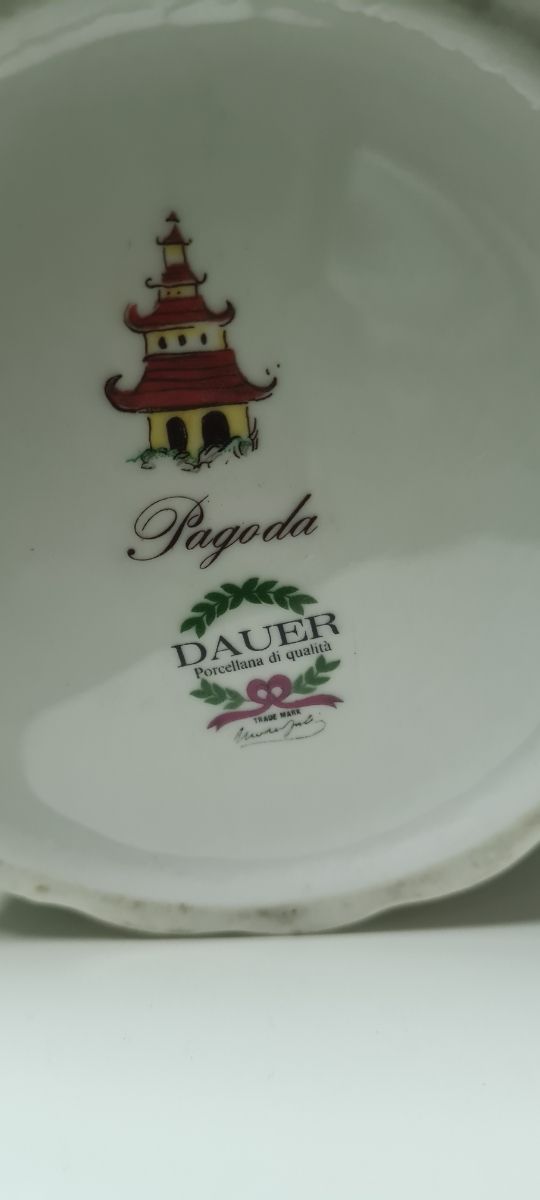 Pagoda
DAUER
Porcellana di qualità
TRADE MARK